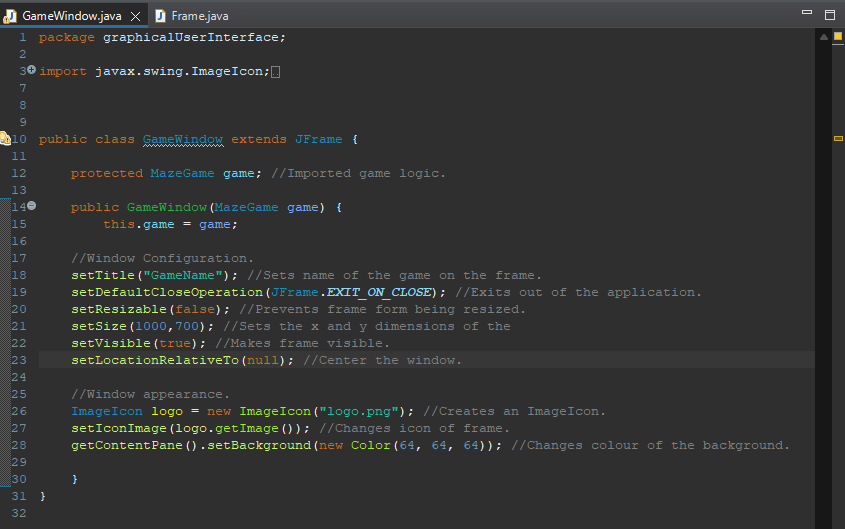 GameWindow.java Frame.java
1 package graphicalUserInterface;
2
3 import javax.swing.ImageIcon;
7
8
9
10 public class GameWindow extends JFrame {
11
12 protected MazeGame game; //Imported game logic.
13
14 public GameWindow(MazeGame game) {
15 this.game = game;
16
17 //Window Configuration.
18 setTitle("GameName"); //Sets name of the game on the frame.
19 setDefaultCloseOperation(JFrame.EXIT_ON_CLOSE); //Exits out of the application.
20 setResizable(false); //Prevents frame form being resized.
21 setSize(1000,700); //Sets the x and y dimensions of the
22 setVisible(true); //Makes frame visible.
23 setLocationRelativeTo(null); //Center the window.
24
25 //Window appearance.
26 ImageIcon logo = new ImageIcon("logo.png"); //Creates an ImageIcon.
27 setIconImage(logo.getImage()); //Changes icon of frame.
28 getContentPane().setBackground(new Color(64, 64, 64)); //Changes colour of the background.
29
30 }
31 }
32